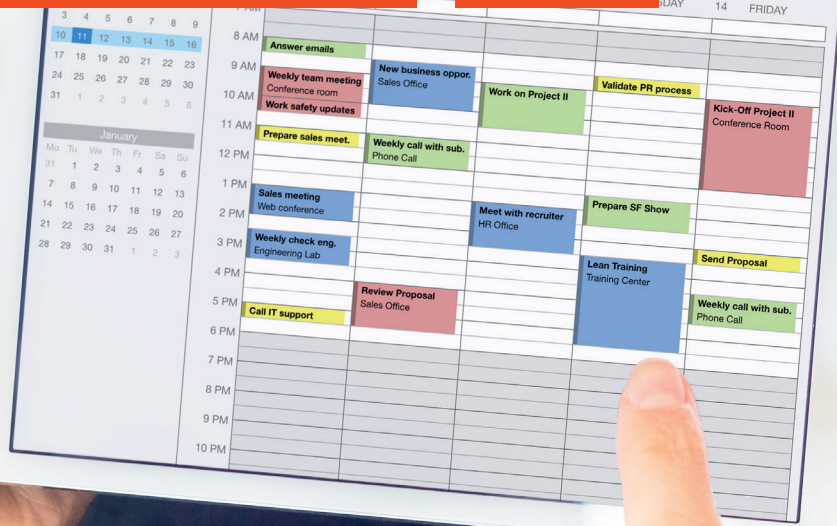 SDAY 14 FRIDAY
3 4 5 6 7 8 9
10 11 12 13 14 15 16
17 18 19 20 21 22 23
24 25 26 27 28 29 30
31 1 2 3 4 5 6
January
Mo Tu We Th Fr Sa Su
31 1 2 3 4 5 6
7 8 9 10 11 12 13
14 15 16 17 18 19 20
21 22 23 24 25 26 27
28 29 30 31 1 2 3
AM
8 AM
9 AM
10 AM
11 AM
12 PM
1 PM
2 PM
3 PM
4 PM
5 PM
6 PM
7 PM
8 PM
9 PM
10 PM
Answer emails
Weekly team meeting
Conference room
Work safety updates
Prepare sales meet.
Sales meeting
Web conference
Weekly check eng.
Engineering Lab
Call IT support
New business oppor.
Sales Office
Weekly call with sub.
Phone Call
Review Proposal
Sales Office
Work on Project II
Meet with recruiter
HR Office
Validate PR process
Prepare SF Show
Lean Training
Training Center
Kick-Off Project II
Conference Room
Send Proposal
Weekly call with sub.
Phone Call